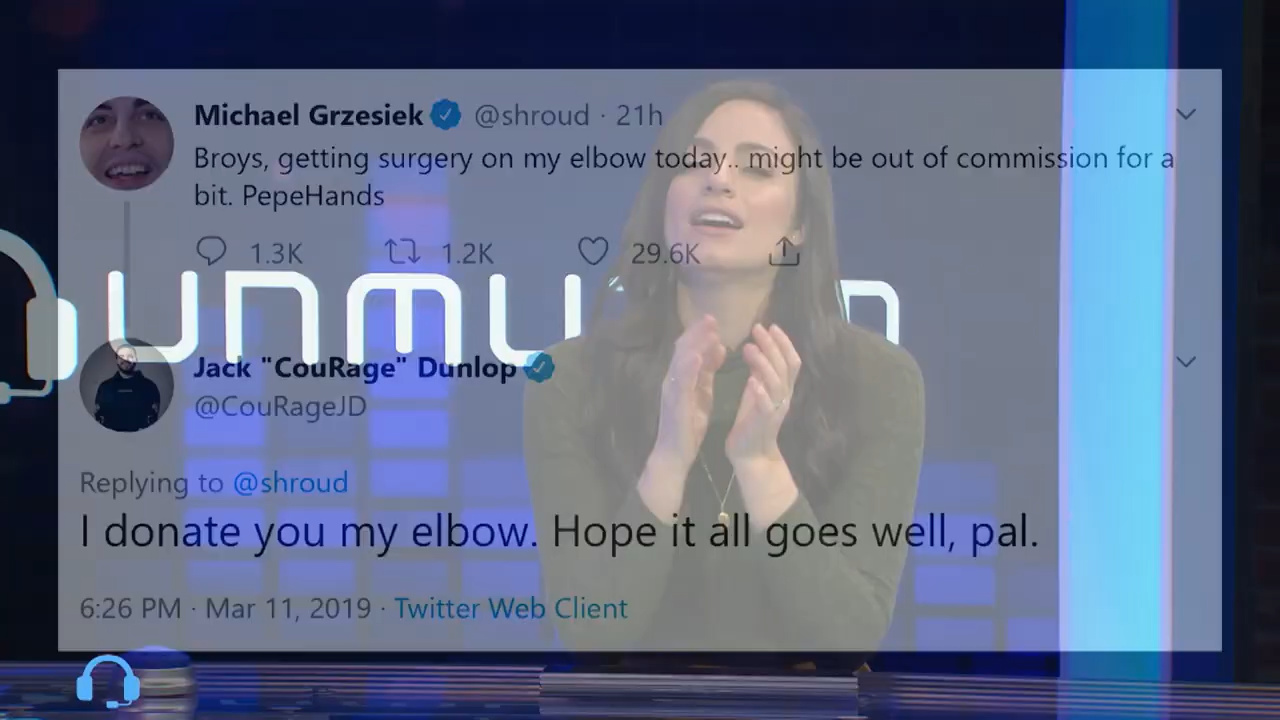 Michael Grzesiek @shroud · 21h
Broys, getting surgery on my elbow today.. might be out of commission for a
bit. PepeHands
1.3K 1.2K 29.6K
UNMU
Jack "CouRage" Dunlop
@CouRageJD
Replying to @shroud
I donate you my elbow. Hope it all goes well, pal.
6:26 PM · Mar 11, 2019 · Twitter Web Client